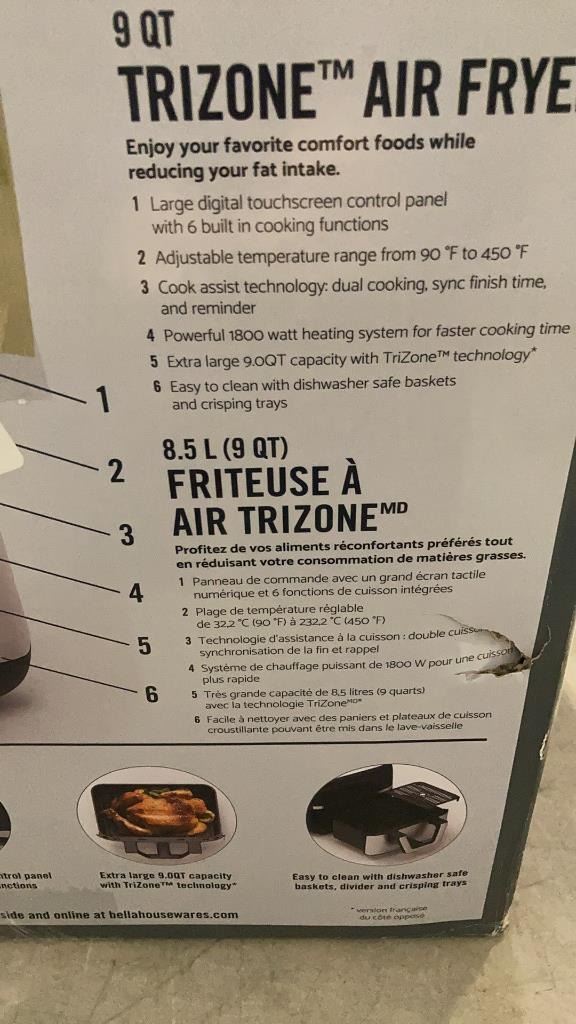 9 QT
TRIZONE™ AIR FRYE
Enjoy your favorite comfort foods while
reducing your fat intake.
1 Large digital touchscreen control panel
with 6 built in cooking functions
2 Adjustable temperature range from 90 °F to 450 °F
3 Cook assist technology: dual cooking, sync finish time,
and reminder
4 Powerful 1800 watt heating system for faster cooking time
5 Extra large 9.0QT capacity with TriZone™ technology*
6 Easy to clean with dishwasher safe baskets
and crisping trays
1
2
3
4
5
6
8.5 L (9 QT)
FRITEUSE À
AIR TRIZONE MD
Profitez de vos aliments réconfortants préférés tout
en réduisant votre consommation de matières grasses.
1 Panneau de commande avec un grand écran tactile
numérique et 6 fonctions de cuisson intégrées
2 Plage de température réglable
de 32,2 °C (90 °F) à 232,2 °C (450 °F)
3 Technologie d'assistance à la cuisson : double cuiss
synchronisation de la fin et rappel
4 Système de chauffage puissant de 1800 W pour une cuisson
plus rapide
5 Très grande capacité de 8,5 litres (9 quarts)
avec la technologie TriZone MD*
6 Facile à nettoyer avec des paniers et plateaux de cuisson
croustillante pouvant être mis dans le lave-vaisselle
ntrol panel
nctions
Extra large 9.0QT capacity
with TriZone™ technology*
Easy to clean with dishwasher safe
baskets, divider and crisping trays
side and online at bellahousewares.com
* version française
du côté opposé